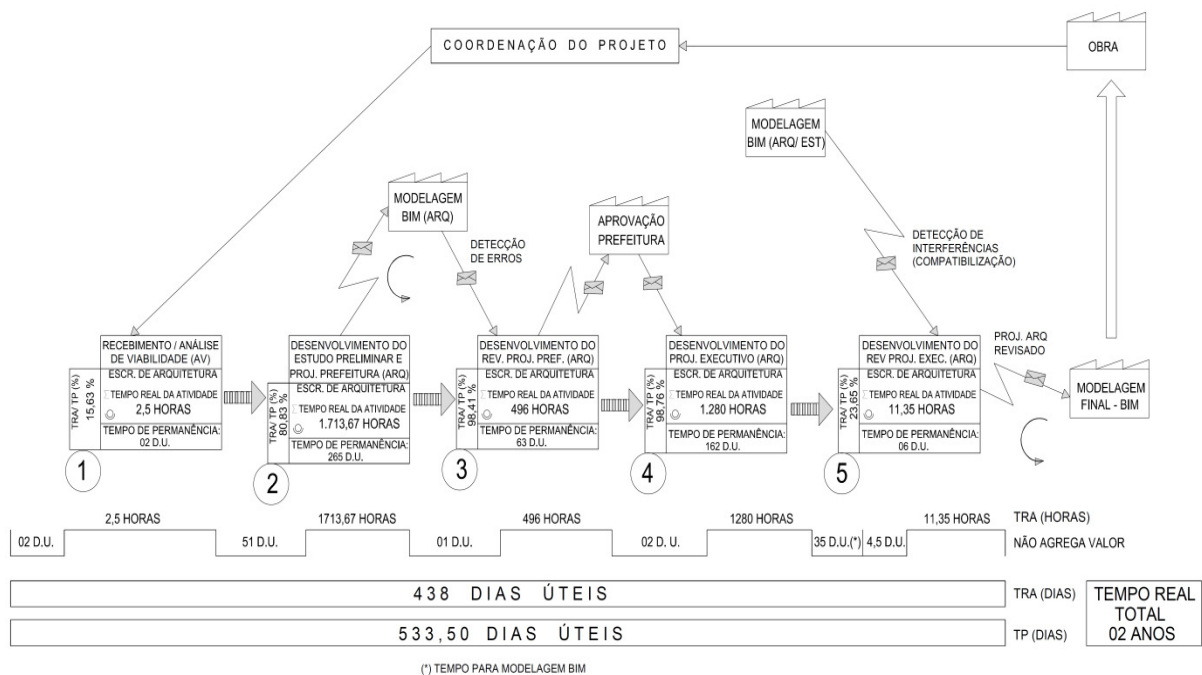 COORDENAÇÃO DO PROJETO
OBRA
MODELAGEM
BIM (ARQ/ EST)
MODELAGEM
BIM (ARQ)
APROVAÇÃO
PREFEITURA
DETECÇÃO
DE ERROS
DETECÇÃO DE
INTERFERÊNCIAS
(COMPATIBILIZAÇÃO)
RECEBIMENTO / ANÁLISE
DE VIABILIDADE (AV)
ESCR. DE ARQUITETURA
TEMPO REAL DA ATIVIDADE
2,5 HORAS
TEMPO DE PERMANÊNCIA:
02 D.U.
TRA/ TP (%)
15,63 %
1
DESENVOLVIMENTO DO
ESTUDO PRELIMINAR E
PROJ. PREFEITURA (ARQ)
ESCR. DE ARQUITETURA
TEMPO REAL DA ATIVIDADE
1.713,67 HORAS
TEMPO DE PERMANÊNCIA:
265 D.U.
TRA/ TP (%)
80,83 %
2
DESENVOLVIMENTO DO
REV. PROJ. PREF. (ARQ)
ESCR. DE ARQUITETURA
TEMPO REAL DA ATIVIDADE
496 HORAS
TEMPO DE PERMANÊNCIA:
63 D.U.
TRA/ TP (%)
98,41 %
3
DESENVOLVIMENTO DO
PROJ. EXECUTIVO (ARQ)
ESCR. DE ARQUITETURA
TEMPO REAL DA ATIVIDADE
1.280 HORAS
TEMPO DE PERMANÊNCIA:
162 D.U.
TRA/ TP (%)
98,76 %
4
DESENVOLVIMENTO DO
REV PROJ. EXEC. (ARQ)
ESCR. DE ARQUITETURA
TEMPO REAL DA ATIVIDADE
11,35 HORAS
TEMPO DE PERMANÊNCIA:
06 D.U.
TRA/ TP (%)
23,65 %
5
PROJ. ARQ
REVISADO
MODELAGEM
FINAL - BIM
2,5 HORAS 1713,67 HORAS 496 HORAS 1280 HORAS 11,35 HORAS TRA (HORAS)
02 D.U. 51 D.U. 01 D.U. 02 D. U. 35 D.U.(*) 4,5 D.U. NÃO AGREGA VALOR
438 DIAS ÚTEIS TRA (DIAS)
533,50 DIAS ÚTEIS TP (DIAS)
TEMPO REAL
TOTAL
02 ANOS
(*) TEMPO PARA MODELAGEM BIM